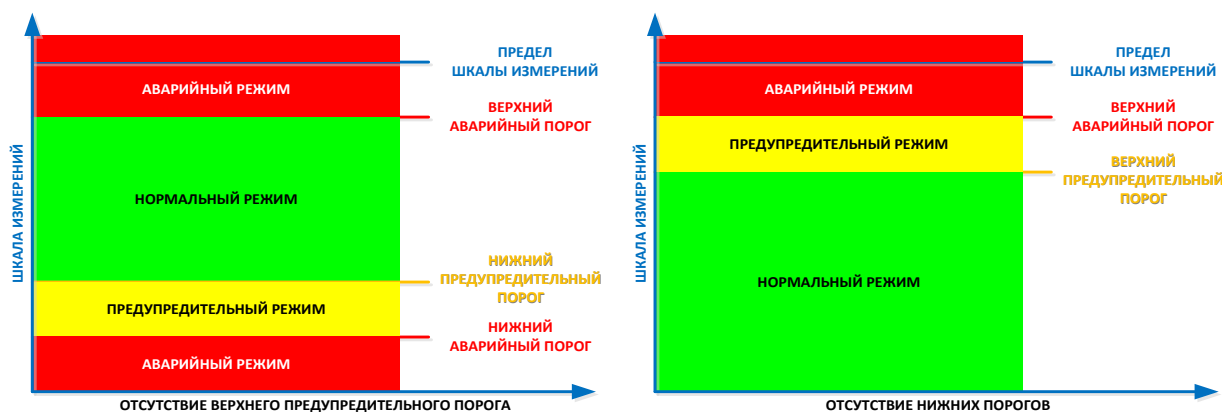 ШКАЛА ИЗМЕРЕНИЙ
ПРЕДЕЛ
ШКАЛЫ ИЗМЕРЕНИЙ
АВАРИЙНЫЙ РЕЖИМ
ВЕРХНИЙ
АВАРИЙНЫЙ ПОРОГ
НОРМАЛЬНЫЙ РЕЖИМ
НИЖНИЙ
ПРЕДУПРЕДИТЕЛЬНЫЙ
ПОРОГ
ПРЕДУПРЕДИТЕЛЬНЫЙ РЕЖИМ
НИЖНИЙ
АВАРИЙНЫЙ ПОРОГ
АВАРИЙНЫЙ РЕЖИМ
ОТСУТСТВИЕ ВЕРХНЕГО ПРЕДУПРЕДИТЕЛЬНОГО ПОРОГА
ШКАЛА ИЗМЕРЕНИЙ
ПРЕДЕЛ
ШКАЛЫ ИЗМЕРЕНИЙ
АВАРИЙНЫЙ РЕЖИМ
ВЕРХНИЙ
АВАРИЙНЫЙ ПОРОГ
ПРЕДУПРЕДИТЕЛЬНЫЙ РЕЖИМ
ВЕРХНИЙ
ПРЕДУПРЕДИТЕЛЬНЫЙ
ПОРОГ
НОРМАЛЬНЫЙ РЕЖИМ
ОТСУТСТВИЕ НИЖНИХ ПОРОГОВ